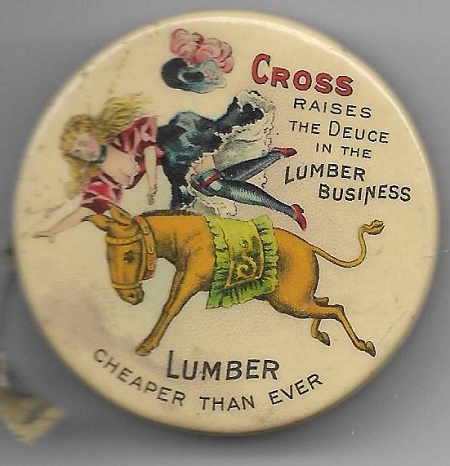 CROSS
RAISES
THE DEUCE
IN THE
LUMBER
BUSINESS
LUMBER
CHEAPER THAN EVER